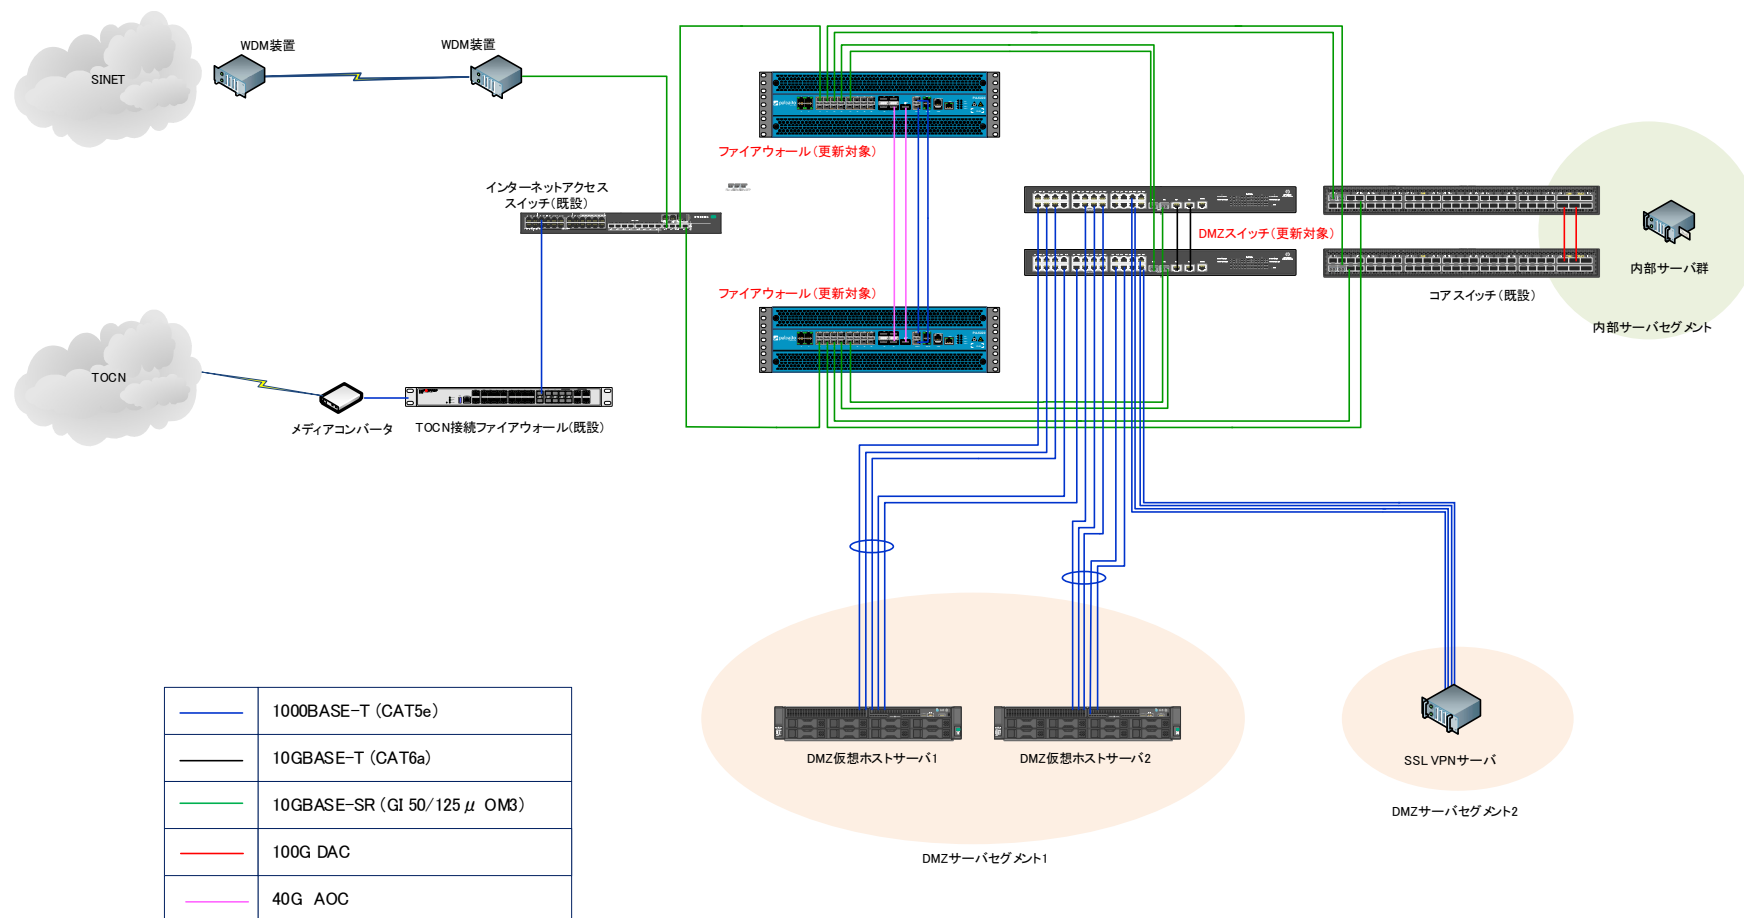 SINET
WDM装置
WDM装置
ファイアウォール(更新対象)
インターネットアクセス
スイッチ(既設)
DMZスイッチ(更新対象)
内部サーバ群
コアスイッチ(既設)
内部サーバセグメント
ファイアウォール(更新対象)
TOCN
メディアコンバータ
TOCN接続ファイアウォール(既設)
DMZ仮想ホストサーバ1
DMZ仮想ホストサーバ2
DMZサーバセグメント1
SSL VPNサーバ
DMZサーバセグメント2
1000BASE-T (CAT5e)
10GBASE-T (CAT6a)
10GBASE-SR (GI 50/125 μ OM3)
100G DAC
40G AOC